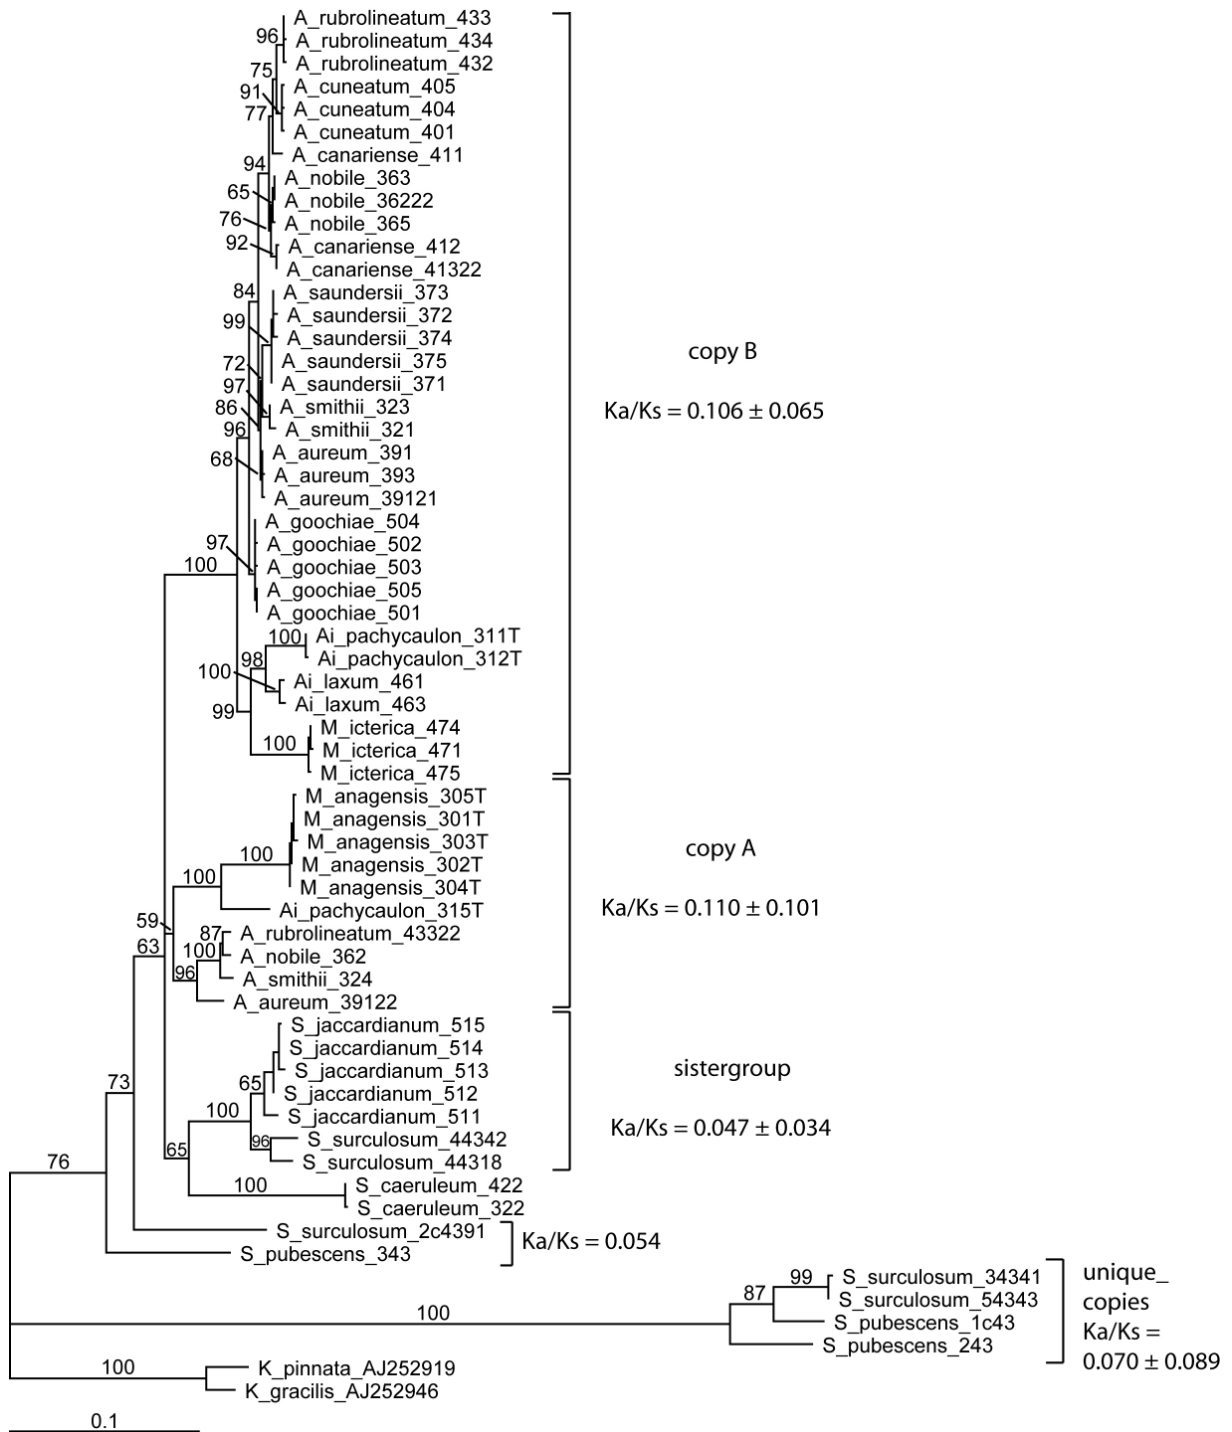 A_rubrolineatum_433
96
A_rubrolineatum_434
A_rubrolineatum_432
75
A_cuneatum_405
91
A_cuneatum_404
77
A_cuneatum_401
A_canariense_411
94
A_nobile_363
65
A_nobile_36222
76
A_nobile_365
92
A_canariense_412
A_canariense_41322
84
A_saundersii_373
99
A_saundersii_372
A_saundersii_374
copy B
72
A_saundersii_375
97
A_saundersii_371
86
A_smithii_323
Ka/Ks = 0.106 ± 0.065
96
A_smithii_321
68
A_aureum_391
A_aureum_393
A_aureum_39121
A_goochiae_504
97
A_goochiae_502
100
A_goochiae_503
A_goochiae_505
A_goochiae_501
100
Ai_pachycaulon_311T
98
Ai_pachycaulon_312T
100
Ai_laxum_461
99
Ai_laxum_463
M_icterica_474
100
M_icterica_471
M_icterica_475
M_anagensis_305T
M_anagensis_301T
M_anagensis_303T
copy A
100
M_anagensis_302T
100
M_anagensis_304T
Ai_pachycaulon_315T
Ka/Ks = 0.110 ± 0.101
59
87
A_rubrolineatum_43322
63
100
A_nobile_362
96
A_smithii_324
A_aureum_39122
S_jaccardianum_515
S_jaccardianum_514
S_jaccardianum_513
sistergroup
73
65
S_jaccardianum_512
100
S_jaccardianum_511
Ka/Ks = 0.047 ± 0.034
65
96
S_surculosum_44342
76
S_surculosum_44318
100
S_caeruleum_422
S_caeruleum_322
S_surculosum_2c4391
Ka/Ks = 0.054
S_pubescens_343
99
S_surculosum_34341
unique_
87
S_surculosum_54343
copies
100
S_pubescens_1c43
Ka/Ks =
S_pubescens_243
0.070 ± 0.089
100
K_pinnata_AJ252919
K_gracilis_AJ252946
0.1